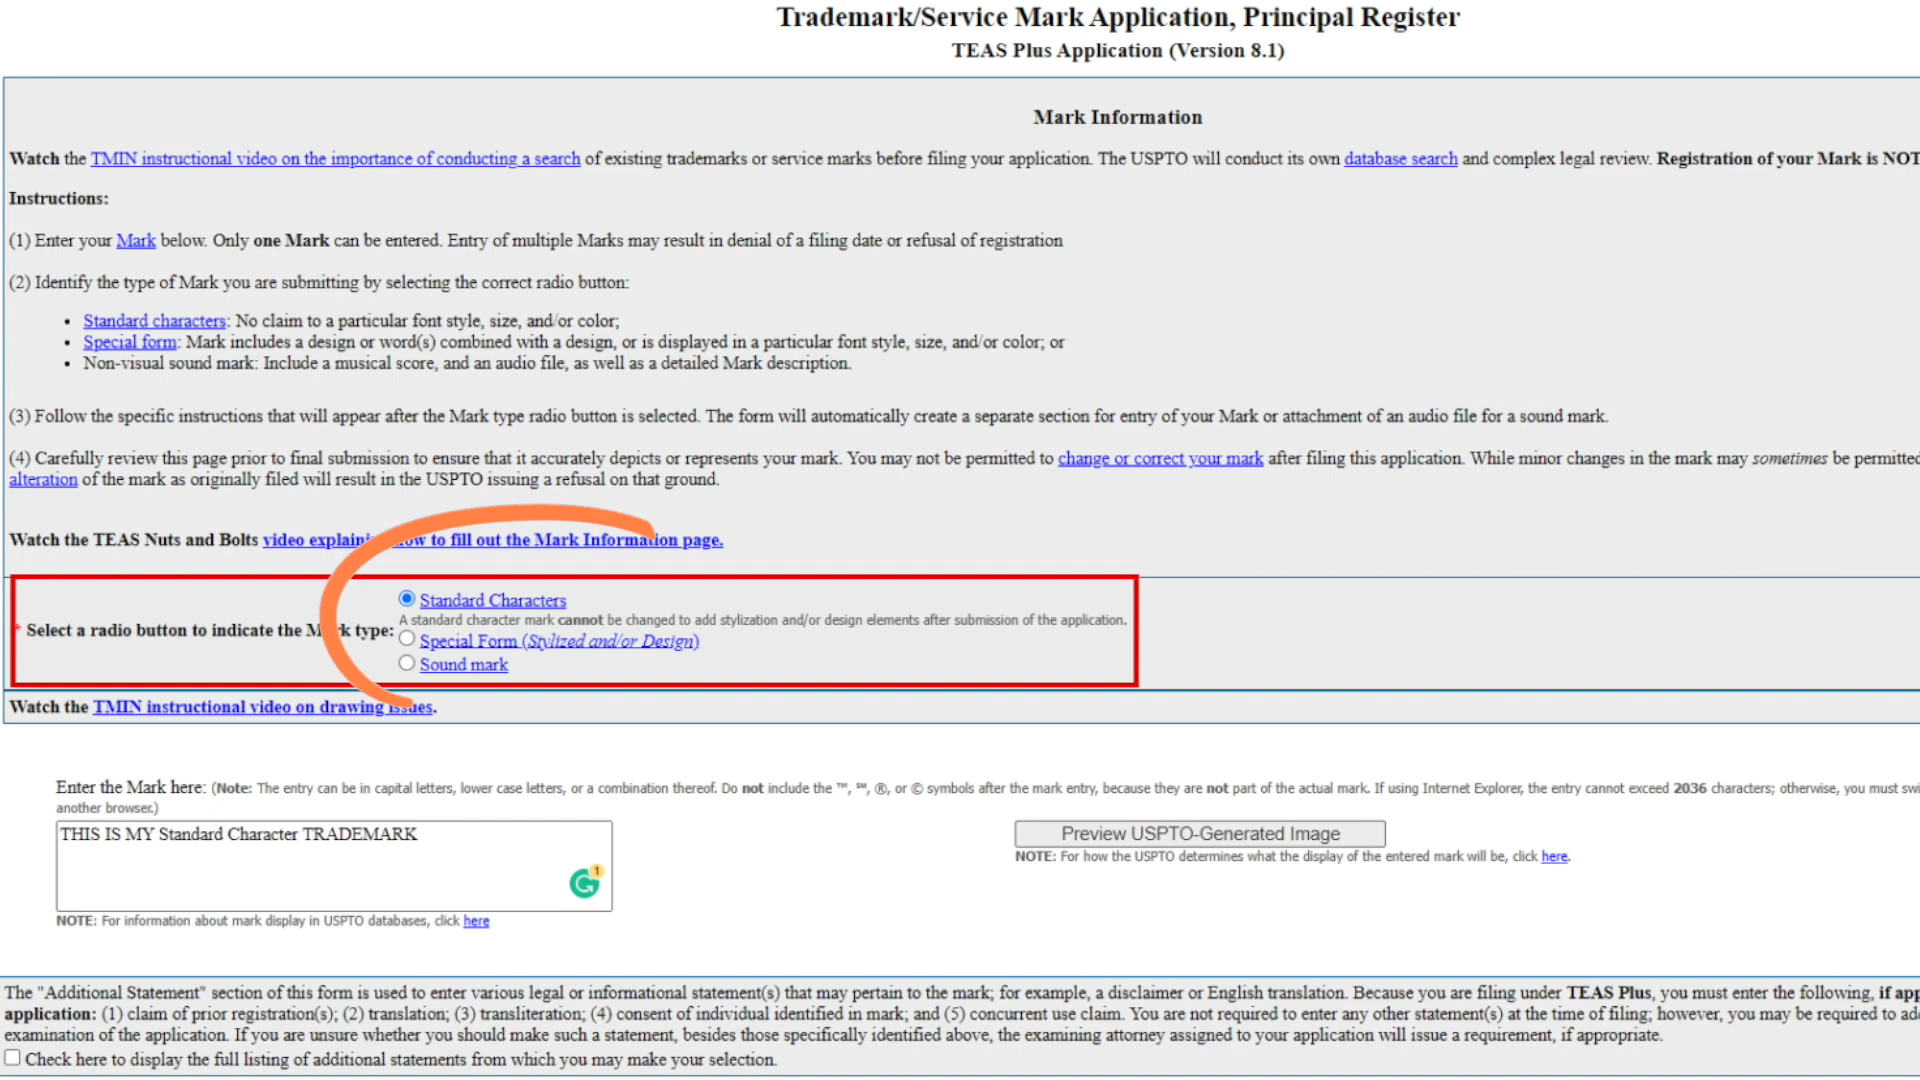 Trademark/Service Mark Application, Principal Register
TEAS Plus Application (Version 8.1)
Mark Information
Watch the TMIN instructional video on the importance of conducting a search of existing trademarks or service marks before filing your application. The USPTO will conduct its own database search and complex legal review. Registration of your Mark is NOT
Instructions:
(1) Enter your Mark below. Only one Mark can be entered. Entry of multiple Marks may result in denial of a filing date or refusal of registration
(2) Identify the type of Mark you are submitting by selecting the correct radio button:
• Standard characters: No claim to a particular font style, size, and/or color;
• Special form: Mark includes a design or word(s) combined with a design, or is displayed in a particular font style, size, and/or color; or
• Non-visual sound mark: Include a musical score, and an audio file, as well as a detailed Mark description.
(3) Follow the specific instructions that will appear after the Mark type radio button is selected. The form will automatically create a separate section for entry of your Mark or attachment of an audio file for a sound mark.
(4) Carefully review this page prior to final submission to ensure that it accurately depicts or represents your mark. You may not be permitted to change or correct your mark after filing this application. While minor changes in the mark may sometimes be permitted
alteration of the mark as originally filed will result in the USPTO issuing a refusal on that ground.
Watch the TEAS Nuts and Bolts video explaining how to fill out the Mark Information page.
Standard Characters
A standard character mark cannot be changed to add stylization and/or design elements after submission of the application.
* Select a radio button to indicate the Mark type:
Special Form (Stylized and/or Design)
Sound mark
Watch the TMIN instructional video on drawing issues.
Enter the Mark here: (Note: The entry can be in capital letters, lower case letters, or a combination thereof. Do not include the ™, ℠, ®, or © symbols after the mark entry, because they are not part of the actual mark. If using Internet Explorer, the entry cannot exceed 2036 characters; otherwise, you must swi
another browser.)
THIS IS MY Standard Character TRADEMARK
1
Preview USPTO-Generated Image
NOTE: For how the USPTO determines what the display of the entered mark will be, click here.
NOTE: For information about mark display in USPTO databases, click here
The "Additional Statement" section of this form is used to enter various legal or informational statement(s) that may pertain to the mark; for example, a disclaimer or English translation. Because you are filing under TEAS Plus, you must enter the following, if app
application: (1) claim of prior registration(s); (2) translation; (3) transliteration; (4) consent of individual identified in mark; and (5) concurrent use claim. You are not required to enter any other statement(s) at the time of filing; however, you may be required to ad
examination of the application. If you are unsure whether you should make such a statement, besides those specifically identified above, the examining attorney assigned to your application will issue a requirement, if appropriate.
Check here to display the full listing of additional statements from which you may make your selection.